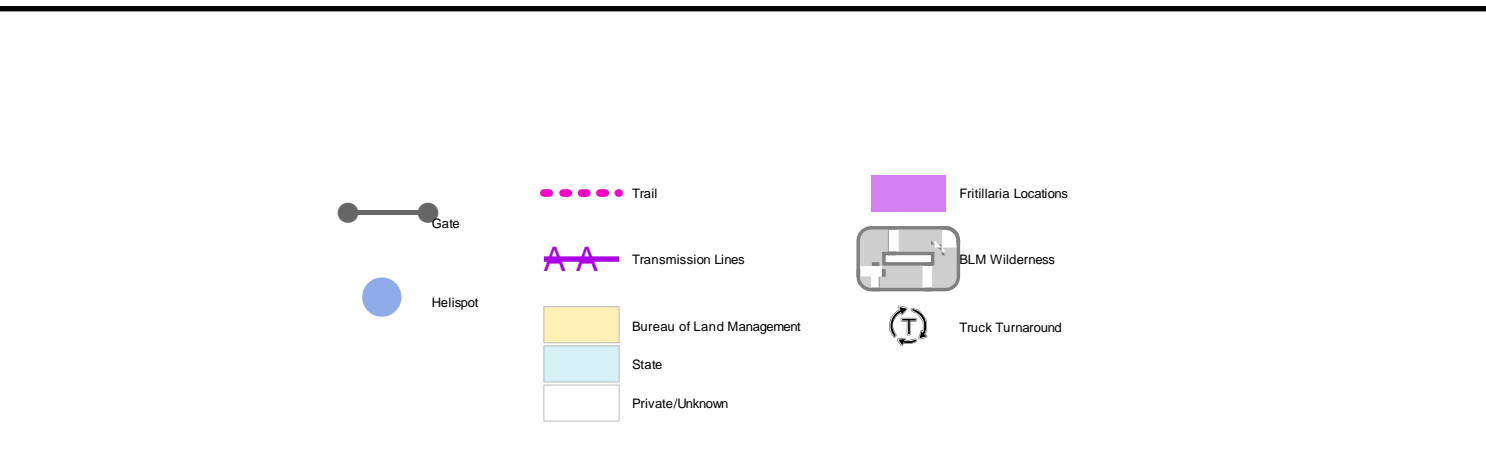 Gate
Helispot
Trail
A A
Transmission Lines
Bureau of Land Management
State
Private/Unknown
Fritillaria Locations
BLM Wilderness
T
Truck Turnaround